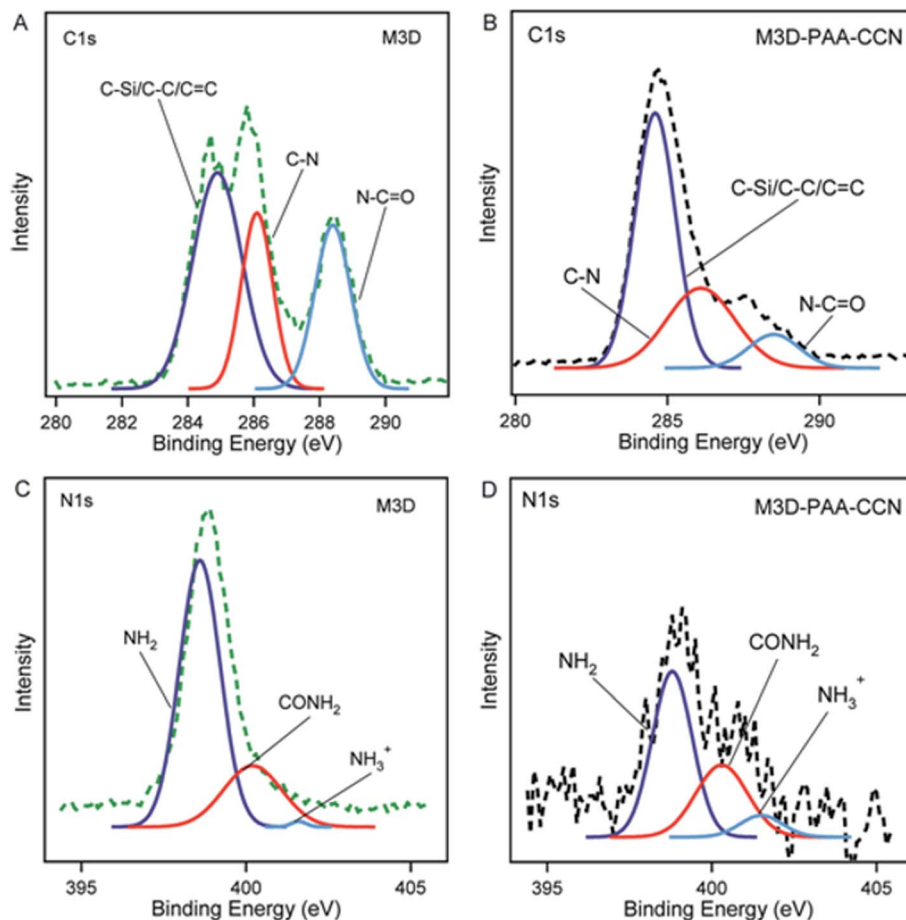 A
C1s
M3D
C-Si/C-C/C=C
C-N
N-C=O
Intensity
280 282 284 286 288 290
Binding Energy (eV)
B
C1s
M3D-PAA-CCN
C-Si/C-C/C=C
C-N
N-C=O
Intensity
280 285 290
Binding Energy (eV)
C
N1s
M3D
NH₂
CONH₂
NH₃⁺
Intensity
395 400 405
Binding Energy (eV)
D
N1s
M3D-PAA-CCN
NH₂
CONH₂
NH₃⁺
Intensity
395 400 405
Binding Energy (eV)